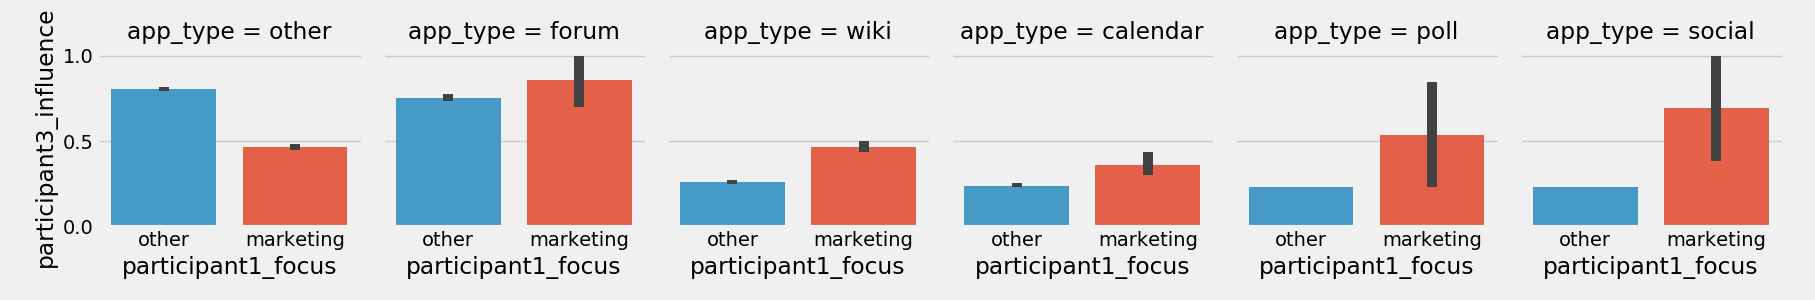 app_type = other
app_type = forum
app_type = wiki
app_type = calendar
app_type = poll
app_type = social
participant3_influence
1.0
0.5
0.0
other marketing
other marketing
other marketing
other marketing
other marketing
other marketing
participant1_focus
participant1_focus
participant1_focus
participant1_focus
participant1_focus
participant1_focus